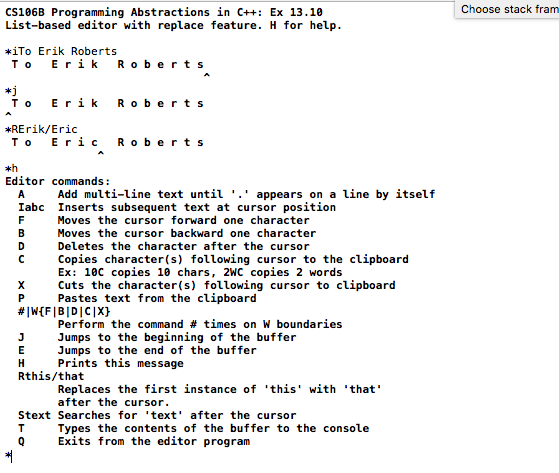 Choose stack fram
CS106B Programming Abstractions in C++: Ex 13.10
List-based editor with replace feature. H for help.
*iTo Erik Roberts
T o   E r i k   R o b e r t s
^
*j
T o   E r i k   R o b e r t s
^
*RErik/Eric
T o   E r i c   R o b e r t s
^
*h
Editor commands:
A     Add multi-line text until '.' appears on a line by itself
Iabc  Inserts subsequent text at cursor position
F     Moves the cursor forward one character
B     Moves the cursor backward one character
D     Deletes the character after the cursor
C     Copies character(s) following cursor to the clipboard
Ex: 10C copies 10 chars, 2WC copies 2 words
X     Cuts the character(s) following cursor to clipboard
P     Pastes text from the clipboard
#|W{F|B|D|C|X}
Perform the command # times on W boundaries
J     Jumps to the beginning of the buffer
E     Jumps to the end of the buffer
H     Prints this message
Rthis/that
Replaces the first instance of 'this' with 'that'
after the cursor.
Stext Searches for 'text' after the cursor
T     Types the contents of the buffer to the console
Q     Exits from the editor program
*